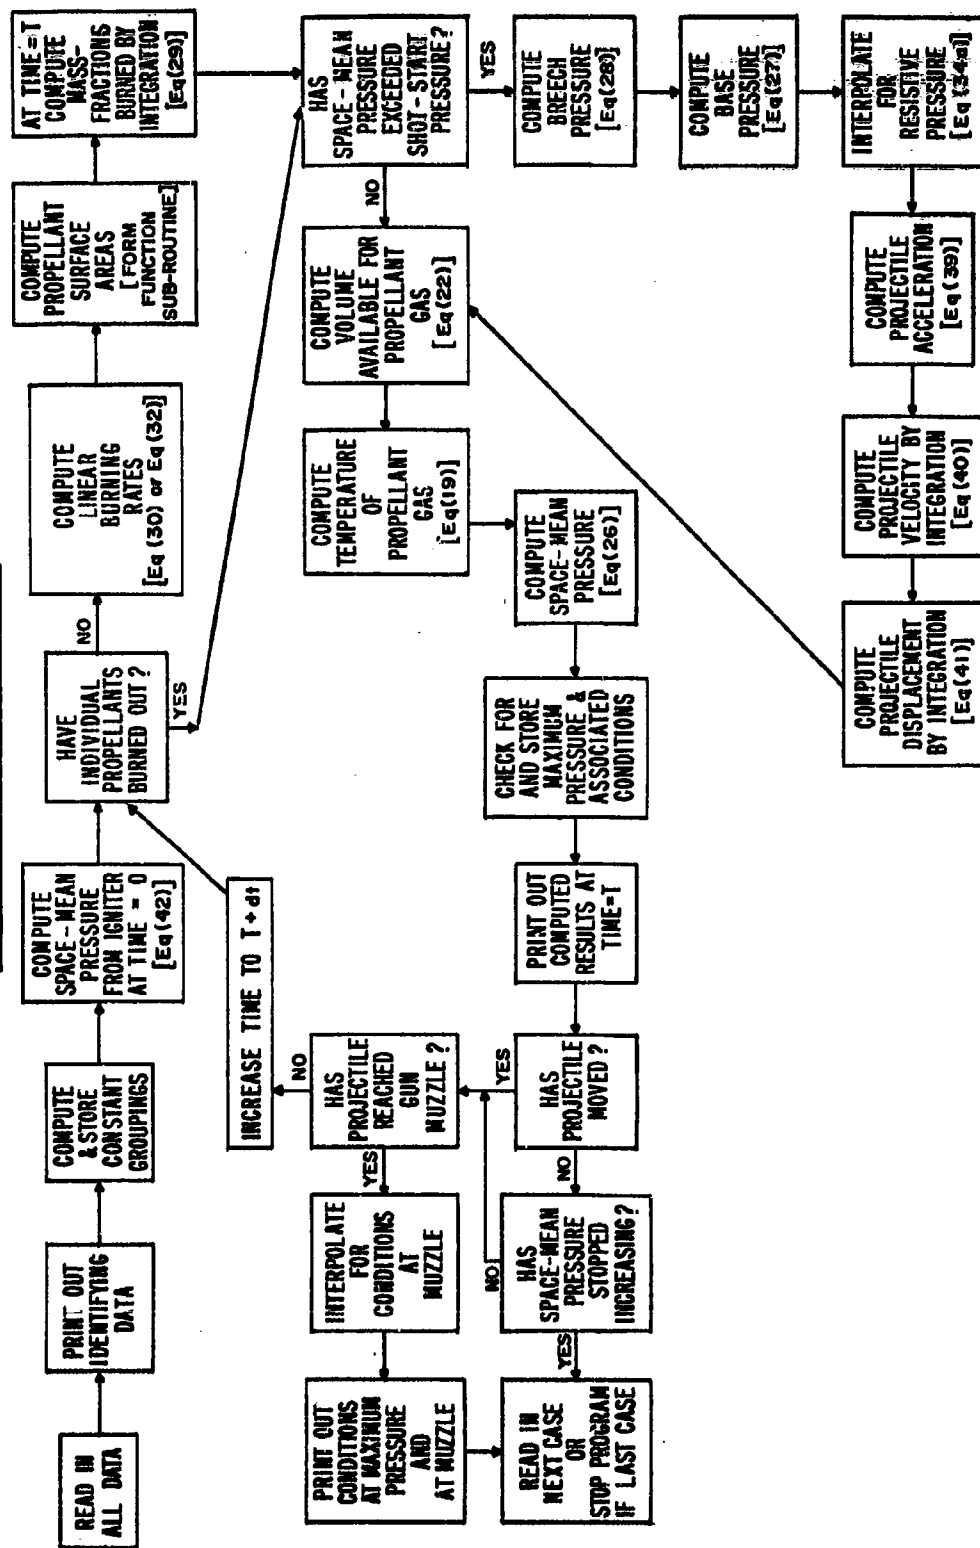 READ IN
ALL DATA
PRINT OUT
IDENTIFYING
DATA
COMPUTE
& STORE
CONSTANT
GROUPINGS
COMPUTE
SPACE-MEAN
PRESSURE
FROM IGNITER
AT TIME = 0
[Eq(42)]
HAVE
INDIVIDUAL
PROPELLANTS
BURNED OUT?
NO
YES
COMPUTE
LINEAR
BURNING
RATES
[Eq(30) or Eq(32)]
COMPUTE
PROPELLANT
SURFACE
AREAS
[FORM
FUNCTION
SUB-ROUTINE]
AT TIME=T
COMPUTE
MASS-
FRACTIONS
BURNED BY
INTEGRATION
[Eq(29)]
INCREASE TIME TO T+dt
HAS
SPACE-MEAN
PRESSURE
EXCEEDED
SHOT-START
PRESSURE?
NO
YES
COMPUTE
VOLUME
AVAILABLE FOR
PROPELLANT
GAS
[Eq(22)]
COMPUTE
TEMPERATURE
OF
PROPELLANT
GAS
[Eq(19)]
COMPUTE
SPACE-MEAN
PRESSURE
[Eq(26)]
CHECK FOR
AND STORE
MAXIMUM
PRESSURE &
ASSOCIATED
CONDITIONS
PRINT OUT
COMPUTED
RESULTS AT
TIME=T
HAS
PROJECTILE
MOVED?
YES
NO
HAS
PROJECTILE
REACHED
GUN
MUZZLE?
NO
YES
INTERPOLATE
FOR
CONDITIONS
AT
MUZZLE
PRINT OUT
CONDITIONS
AT MAXIMUM
PRESSURE
AND
AT MUZZLE
HAS
SPACE-MEAN
PRESSURE
STOPPED
INCREASING?
NO
YES
READ IN
NEXT CASE
OR
STOP PROGRAM
IF LAST CASE
COMPUTE
BREECH
PRESSURE
[Eq(28)]
COMPUTE
BASE
PRESSURE
[Eq(27)]
INTERPOLATE
FOR
RESISTIVE
PRESSURE
[Eq(34a)]
COMPUTE
PROJECTILE
ACCELERATION
[Eq(39)]
COMPUTE
PROJECTILE
VELOCITY BY
INTEGRATION
[Eq(40)]
COMPUTE
PROJECTILE
DISPLACEMENT
BY INTEGRATION
[Eq(41)]